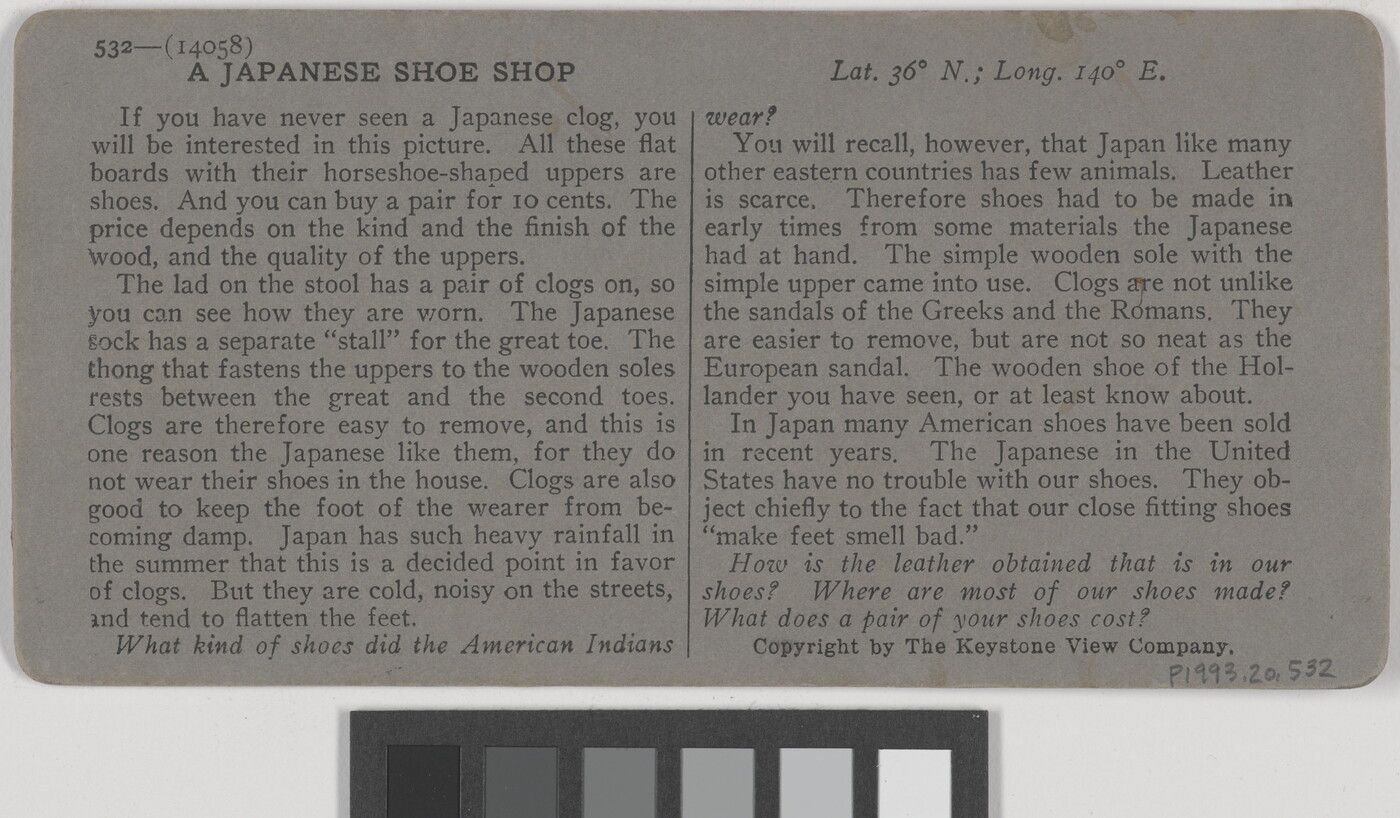 532—(14058)
A JAPANESE SHOE SHOP
Lat. 36° N.; Long. 140° E.
If you have never seen a Japanese clog, you
will be interested in this picture. All these flat
boards with their horseshoe-shaped uppers are
shoes. And you can buy a pair for 10 cents. The
price depends on the kind and the finish of the
wood, and the quality of the uppers.
The lad on the stool has a pair of clogs on, so
you can see how they are worn. The Japanese
sock has a separate “stall” for the great toe. The
thong that fastens the uppers to the wooden soles
rests between the great and the second toes.
Clogs are therefore easy to remove, and this is
one reason the Japanese like them, for they do
not wear their shoes in the house. Clogs are also
good to keep the foot of the wearer from be-
coming damp. Japan has such heavy rainfall in
the summer that this is a decided point in favor
of clogs. But they are cold, noisy on the streets,
and tend to flatten the feet.
What kind of shoes did the American Indians
wear?
You will recall, however, that Japan like many
other eastern countries has few animals. Leather
is scarce. Therefore shoes had to be made in
early times from some materials the Japanese
had at hand. The simple wooden sole with the
simple upper came into use. Clogs are not unlike
the sandals of the Greeks and the Romans. They
are easier to remove, but are not so neat as the
European sandal. The wooden shoe of the Hol-
lander you have seen, or at least know about.
In Japan many American shoes have been sold
in recent years. The Japanese in the United
States have no trouble with our shoes. They ob-
ject chiefly to the fact that our close fitting shoes
“make feet smell bad.”
How is the leather obtained that is in our
shoes? Where are most of our shoes made?
What does a pair of your shoes cost?
Copyright by The Keystone View Company.
P1993.20.532